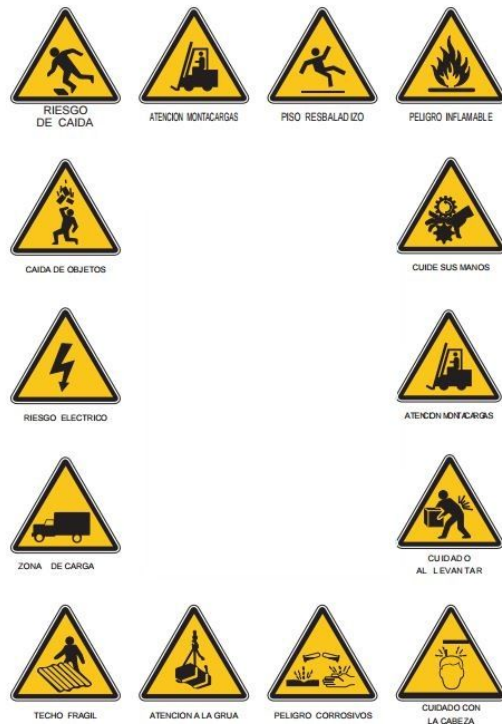 RIESGO
DE CAIDA
ATENCION MONTACARGAS
PISO RESBALADIZO
PELIGRO INFLAMABLE
CAIDA DE OBJETOS
CUIDE SUS MANOS
RIESGO ELECTRICO
ATENCION MONTACARGAS
ZONA DE CARGA
CUIDADO
AL LEVANTAR
TECHO FRAGIL
ATENCION A LA GRUA
PELIGRO CORROSIVOS
CUIDADO CON
LA CABEZA